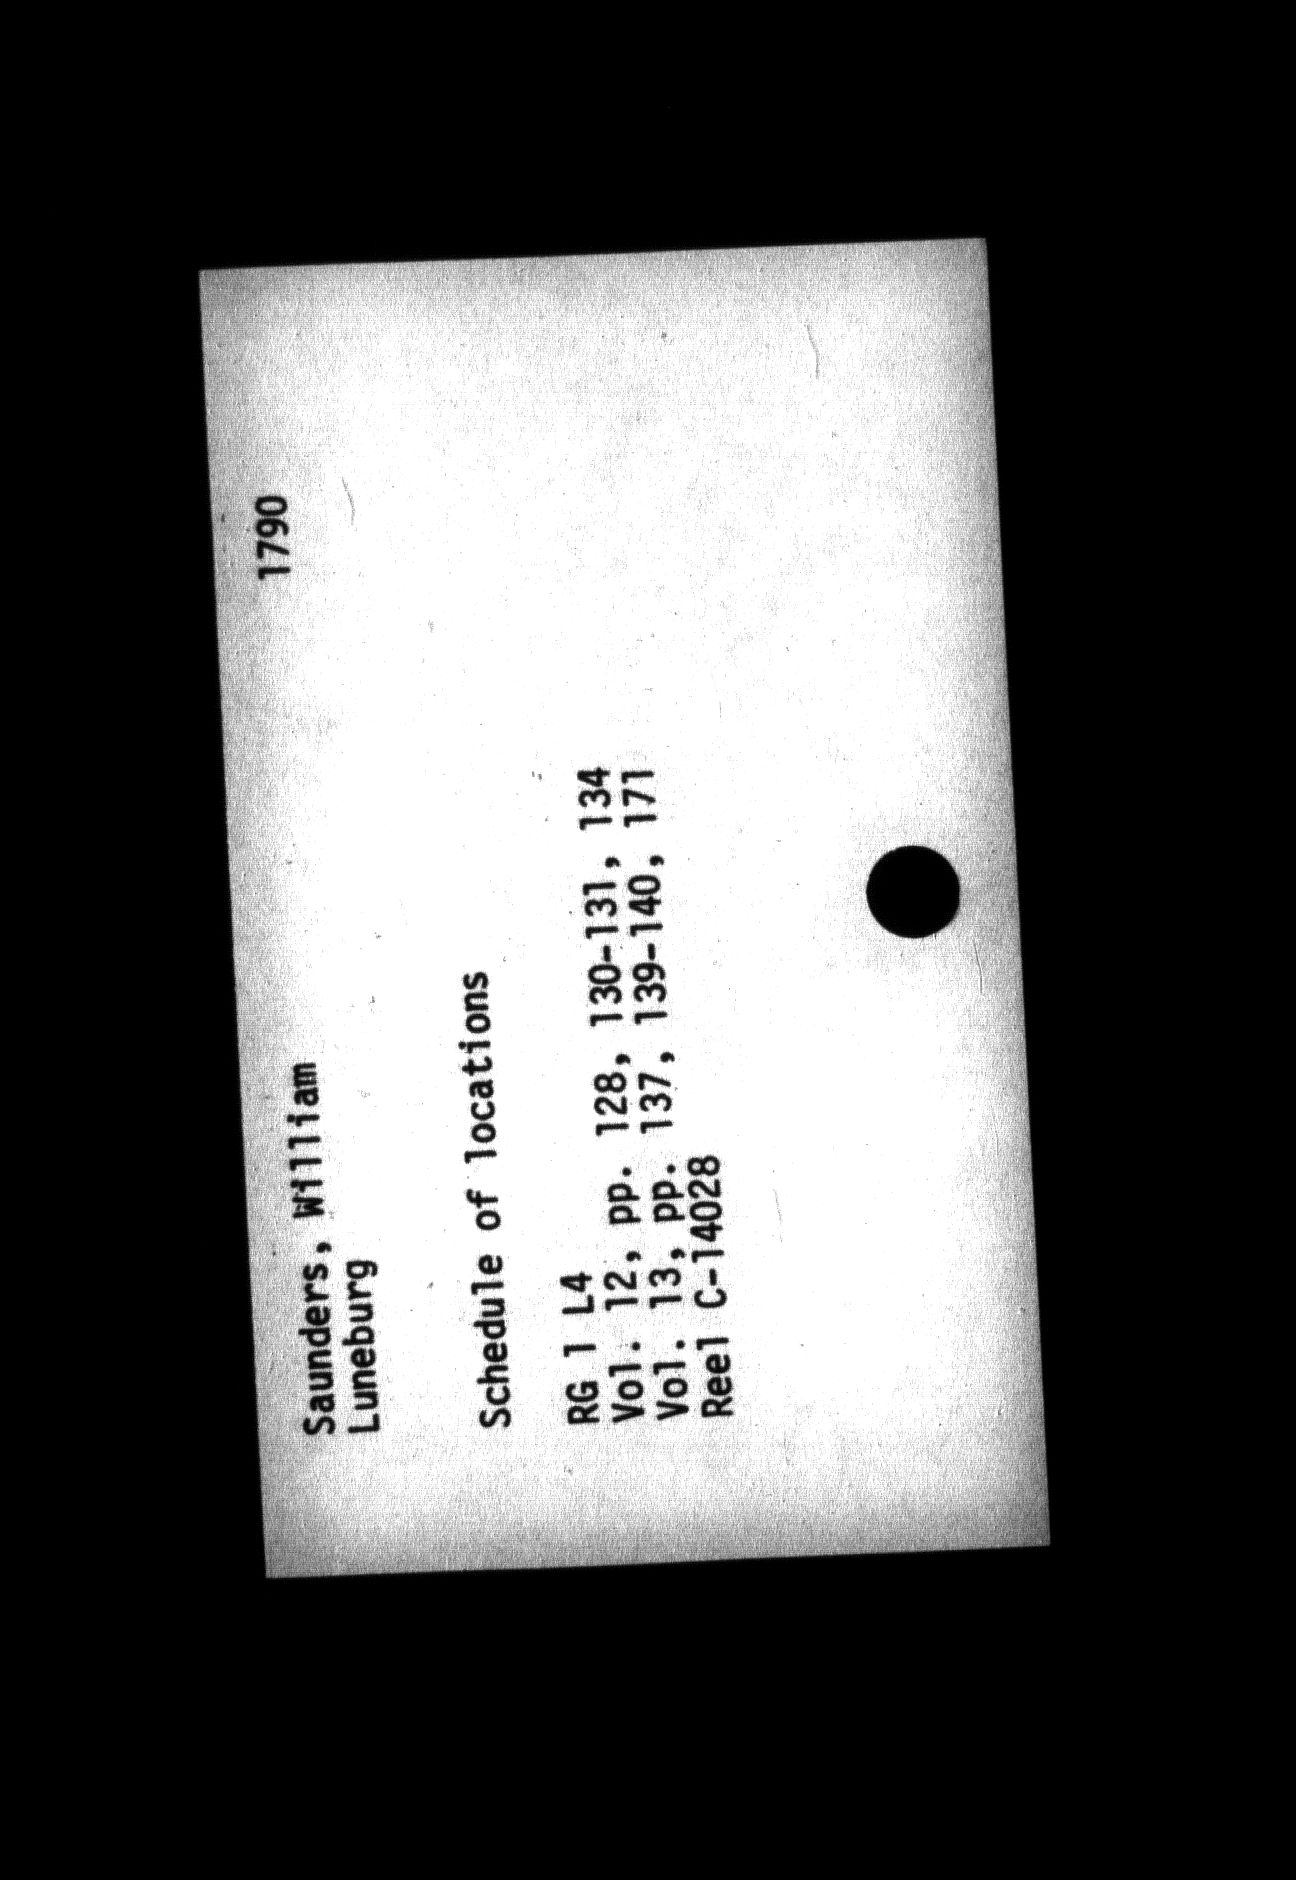 1790
Saunders, William
Luneburg
Schedule of locations
RG 1 L4
Vol. 12, pp. 128, 130-131, 134
Vol. 13, pp. 137, 139-140, 171
Reel C-14028